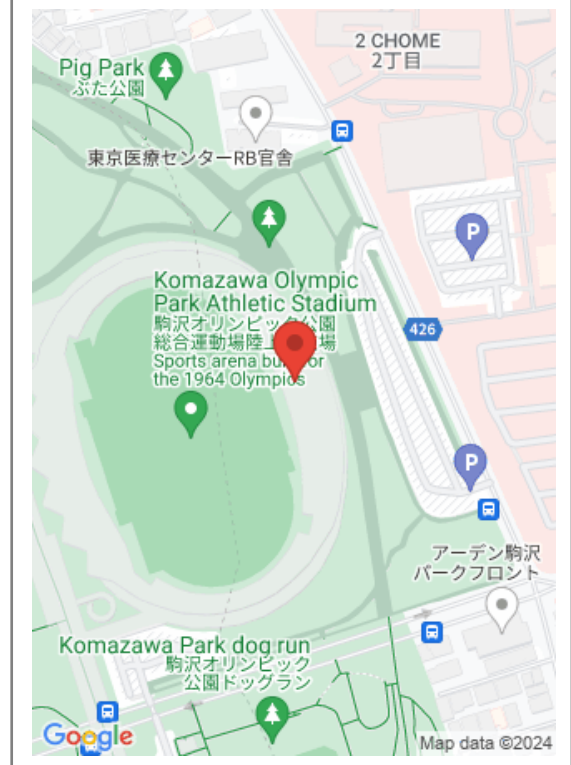 2 CHOME
2丁目
Pig Park
ぶた公園
東京医療センターRB官舎
P
Komazawa Olympic
Park Athletic Stadium
駒沢オリンピック公園
総合運動場陸上 場
Sports arena bu or
the 1964 Olympics
426
P
アーデン駒沢
パークフロント
Komazawa Park dog run
駒沢オリンピック
公園ドッグラン
Google
Map data ©2024